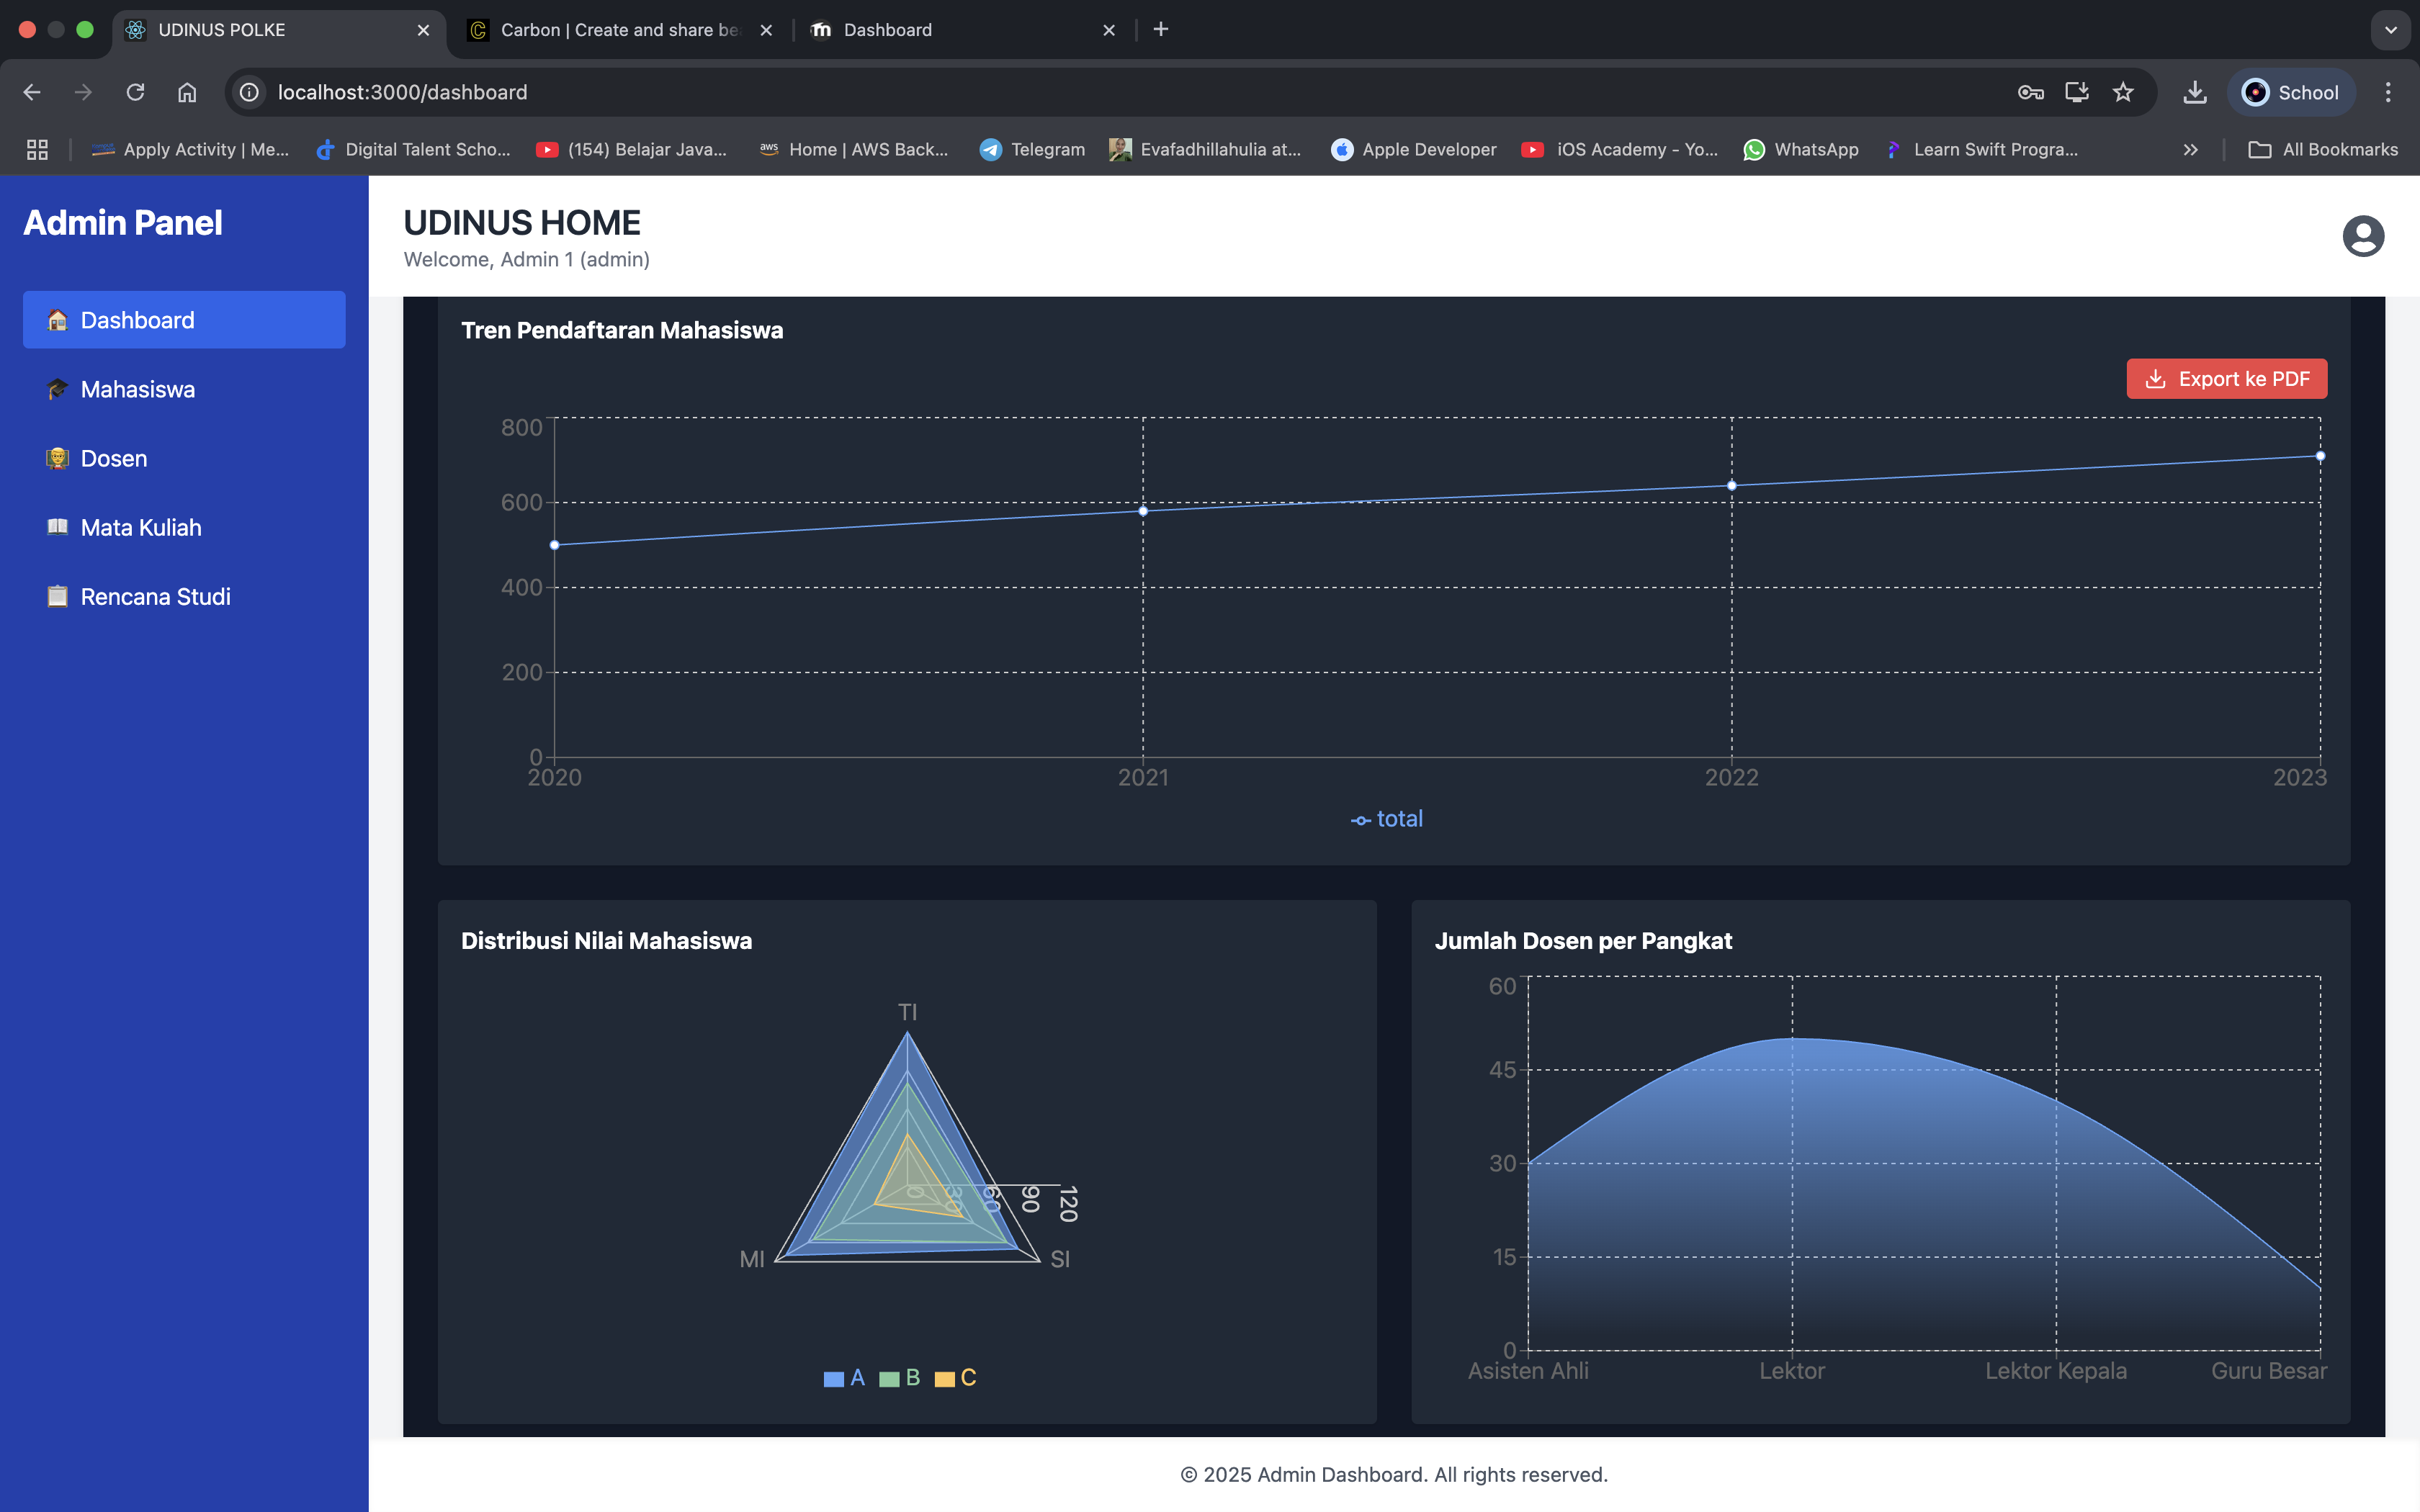 UDINUS POLKE
Carbon | Create and share be
Dashboard
localhost:3000/dashboard
School
Apply Activity | Me...
Digital Talent Scho...
(154) Belajar Java...
aws
Home | AWS Back...
Telegram
Evafadhillahulia at...
Apple Developer
iOS Academy - Yo...
WhatsApp
Learn Swift Progra...
All Bookmarks
Admin Panel
Dashboard
Mahasiswa
Dosen
Mata Kuliah
Rencana Studi
UDINUS HOME
Welcome, Admin 1 (admin)
Tren Pendaftaran Mahasiswa
Export ke PDF
800
600
400
200
0
2020 2021 2022 2023
total
Distribusi Nilai Mahasiswa
TI
0 30 60 90 120
MI SI
A B C
Jumlah Dosen per Pangkat
60
45
30
15
0
Asisten Ahli Lektor Lektor Kepala Guru Besar
© 2025 Admin Dashboard. All rights reserved.